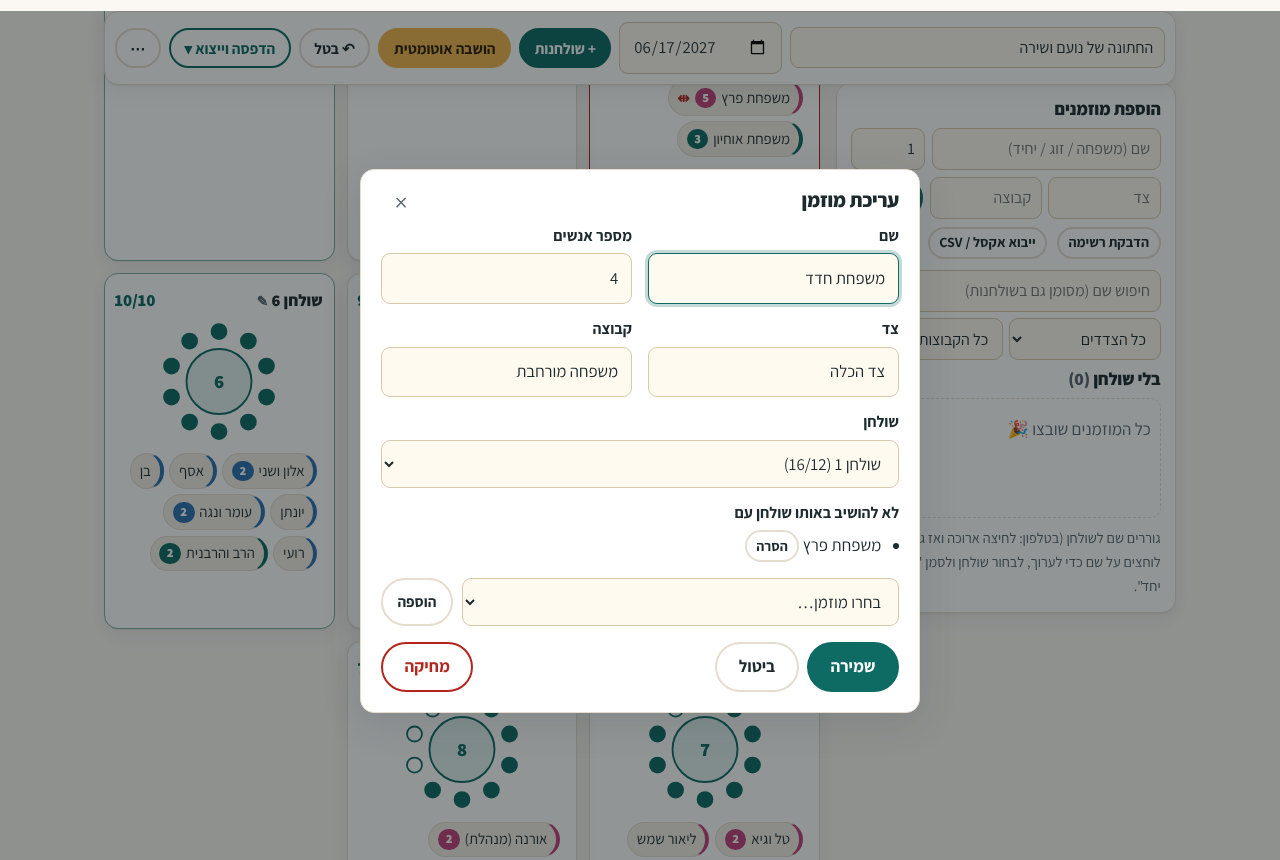 החתונה של נועם ושירה
06/17/2027
+ שולחנות
הושבה אוטומטית
↶ בטל
הדפסה וייצוא ▾
⋯
הוספת מוזמנים
שם (משפחה / זוג / יחיד)
1
צד
קבוצה
הדבקת רשימה
ייבוא אקסל / CSV
חיפוש שם (מסומן גם בשולחנות)
כל הצדדים
כל הקבוצות
בלי שולחן (0)
כל המוזמנים שובצו 🎉
גוררים שם לשולחן (בטלפון: לחיצה ארוכה ואז
לוחצים על שם כדי לערוך, לבחור שולחן ולסמן
יחד".
משפחת פרץ 5
משפחת אוחיון 3
עריכת מוזמן
×
שם
מספר אנשים
משפחת חדד
4
צד
קבוצה
צד הכלה
משפחה מורחבת
שולחן
שולחן 1 (16/12)
לא להושיב באותו שולחן עם
• משפחת פרץ הסרה
בחרו מוזמן…
הוספה
שמירה
ביטול
מחיקה
שולחן 6 ✎
10/10
6
אלון ושני 2
אסף
בן
יונתן
עומר ונגה 2
רועי
הרב והרבנית 2
7
טל וגיא 2
ליאור שמש
8
אורנה (מנהלת) 2